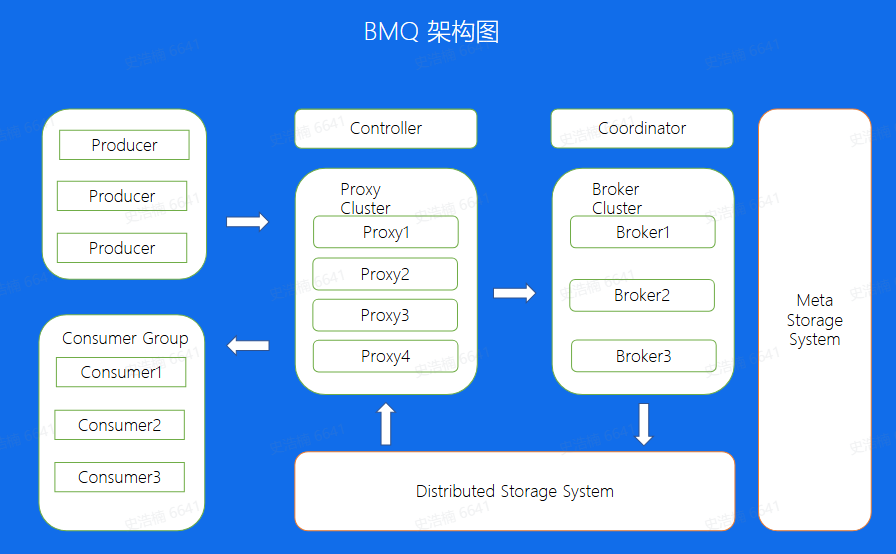 BMQ 架构图
Producer
Producer
Producer
Consumer Group
Consumer1
Consumer2
Consumer3
Controller
Proxy
Cluster
Proxy1
Proxy2
Proxy3
Proxy4
Coordinator
Broker
Cluster
Broker1
Broker2
Broker3
Distributed Storage System
Meta
Storage
System
史浩楠 6641